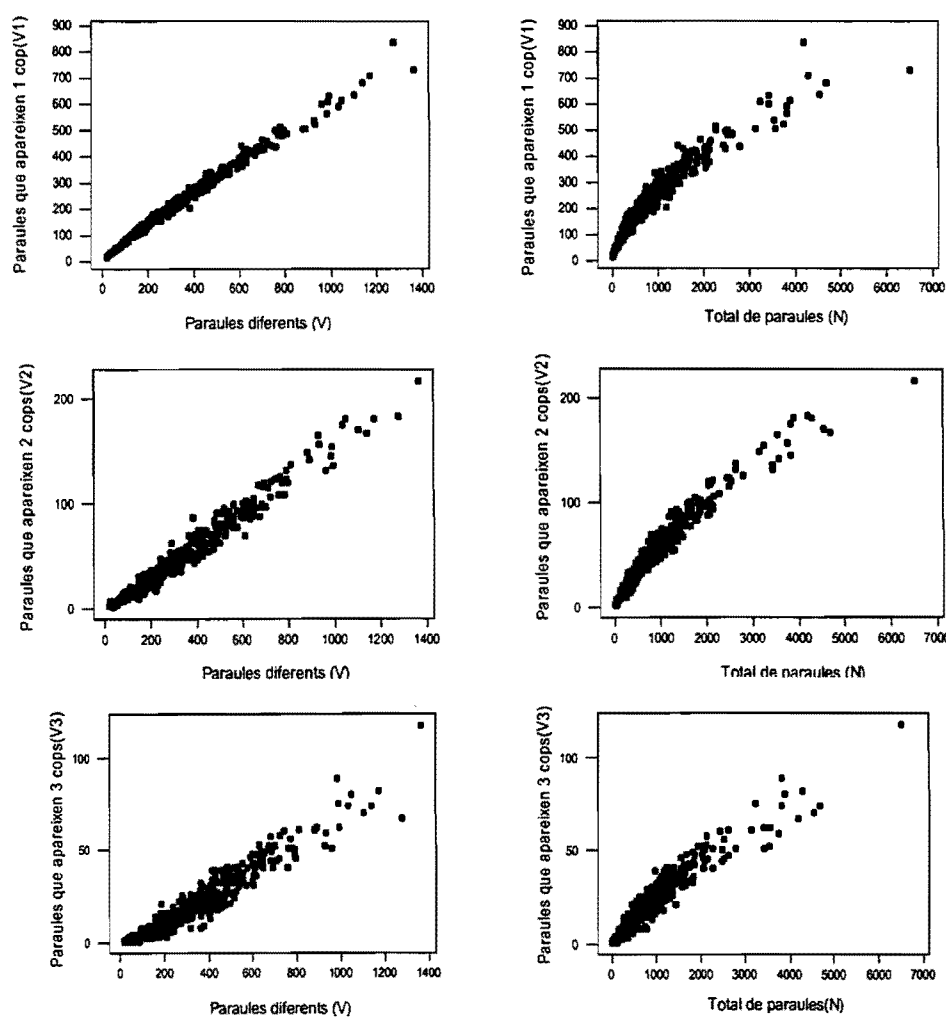 Paraules que apareixen 1 cop(V1)
900
800
700
600
500
400
300
200
100
0
0 200 400 600 800 1000 1200 1400
Paraules diferents (V)
Paraules que apareixen 1 cop(V1)
900
800
700
600
500
400
300
200
100
0
0 1000 2000 3000 4000 5000 6000 7000
Total de paraules (N)
Paraules que apareixen 2 cops(V2)
200
100
0
0 200 400 600 800 1000 1200 1400
Paraules diferents (V)
Paraules que apareixen 2 cops(V2)
200
100
0
0 1000 2000 3000 4000 5000 6000 7000
Total de paraules (N)
Paraules que apareixen 3 cops(V3)
100
50
0
0 200 400 600 800 1000 1200 1400
Paraules diferents (V)
Paraules que apareixen 3 cops(V3)
100
50
0
0 1000 2000 3000 4000 5000 6000 7000
Total de paraules(N)